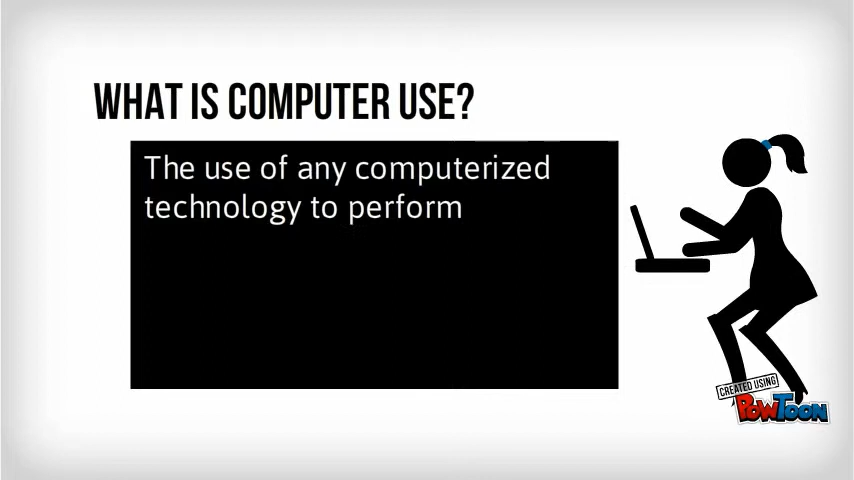 WHAT IS COMPUTER USE?
The use of any computerized
technology to perform
CREATED USING
POWTOON